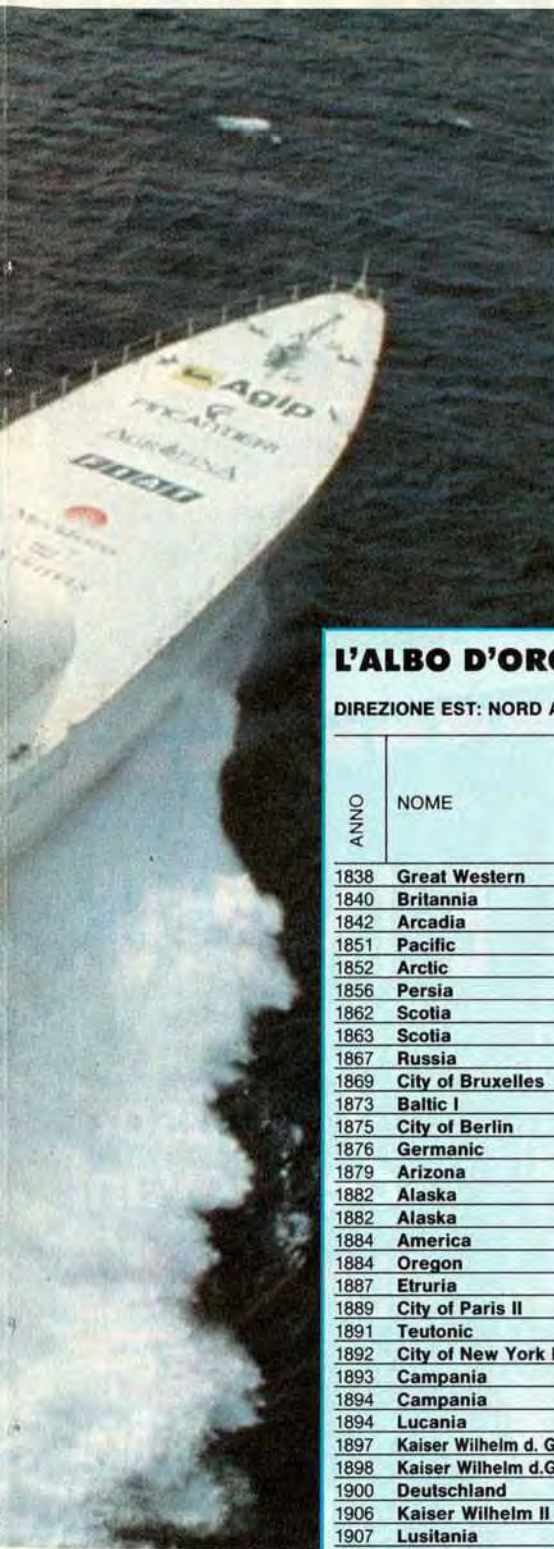 Agip
FINCANTIERI
AGROFINA
FIAT
L'ALBO D'ORO
DIREZIONE EST: NORD A
ANNO NOME
1838 Great Western
1840 Britannia
1842 Arcadia
1851 Pacific
1852 Arctic
1856 Persia
1862 Scotia
1863 Scotia
1867 Russia
1869 City of Bruxelles
1873 Baltic I
1875 City of Berlin
1876 Germanic
1879 Arizona
1882 Alaska
1882 Alaska
1884 America
1884 Oregon
1887 Etruria
1889 City of Paris II
1891 Teutonic
1892 City of New York
1893 Campania
1894 Campania
1894 Lucania
1897 Kaiser Wilhelm d. G
1898 Kaiser Wilhelm d.G
1900 Deutschland
1906 Kaiser Wilhelm II
1907 Lusitania